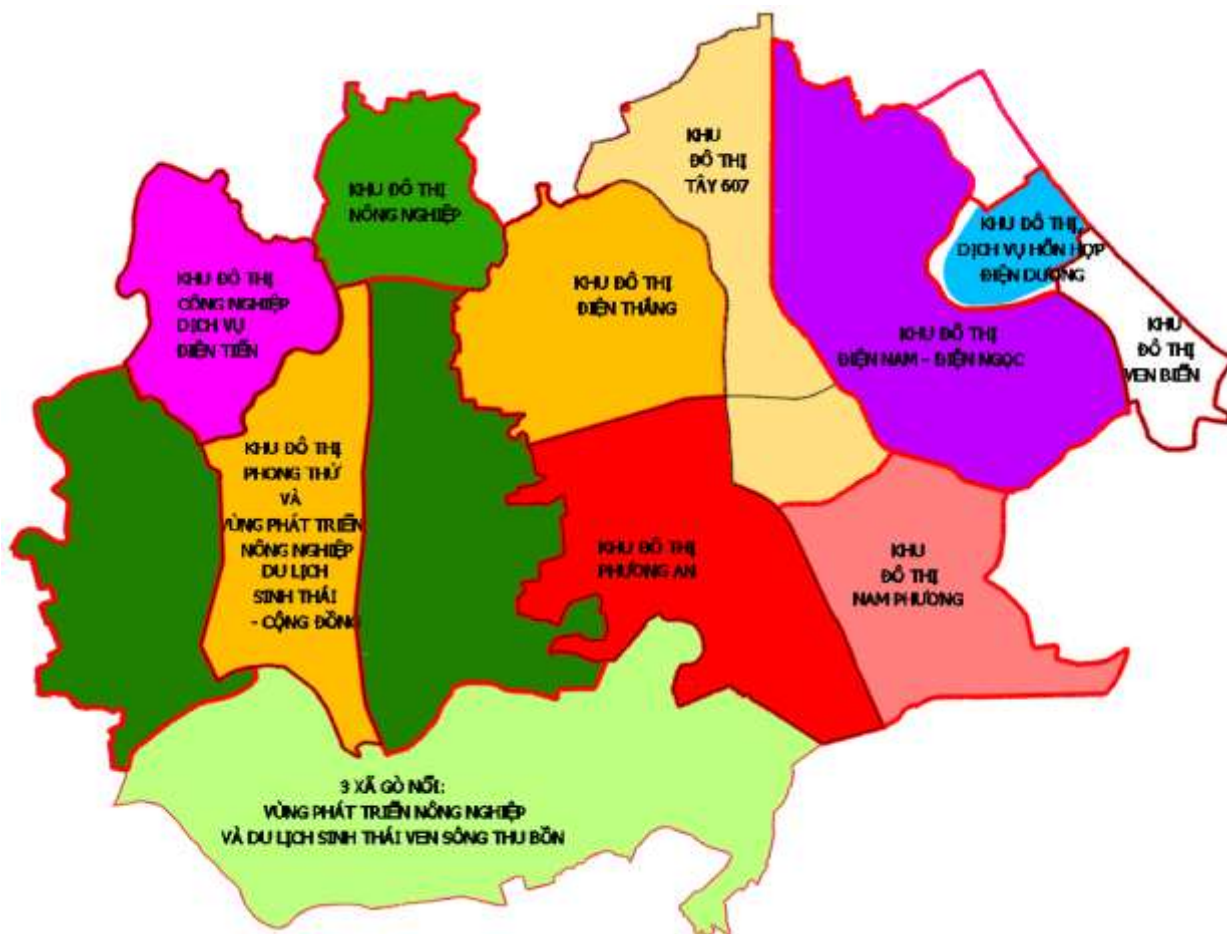 KHU
ĐÔ THỊ
TÂY 607
KHU ĐÔ THỊ
NÔNG NGHIỆP
KHU ĐÔ THỊ
DỊCH VỤ HỖN HỢP
ĐIỆN DƯƠNG
KHU ĐÔ THỊ
CÔNG NGHIỆP
DỊCH VỤ
ĐIỆN TIẾN
KHU ĐÔ THỊ
ĐIỆN THẮNG
KHU ĐÔ THỊ
ĐIỆN NAM - ĐIỆN NGỌC
KHU
ĐÔ THỊ
VEN BIỂN
KHU ĐÔ THỊ
PHONG THỬ
VÀ
VÙNG PHÁT TRIỂN
NÔNG NGHIỆP
DU LỊCH
SINH THÁI
- CỘNG ĐỒNG
KHU ĐÔ THỊ
PHƯƠNG AN
KHU
ĐÔ THỊ
NAM PHƯƠNG
3 XÃ GÒ NỔI:
VÙNG PHÁT TRIỂN NÔNG NGHIỆP
VÀ DU LỊCH SINH THÁI VEN SÔNG THU BỒN